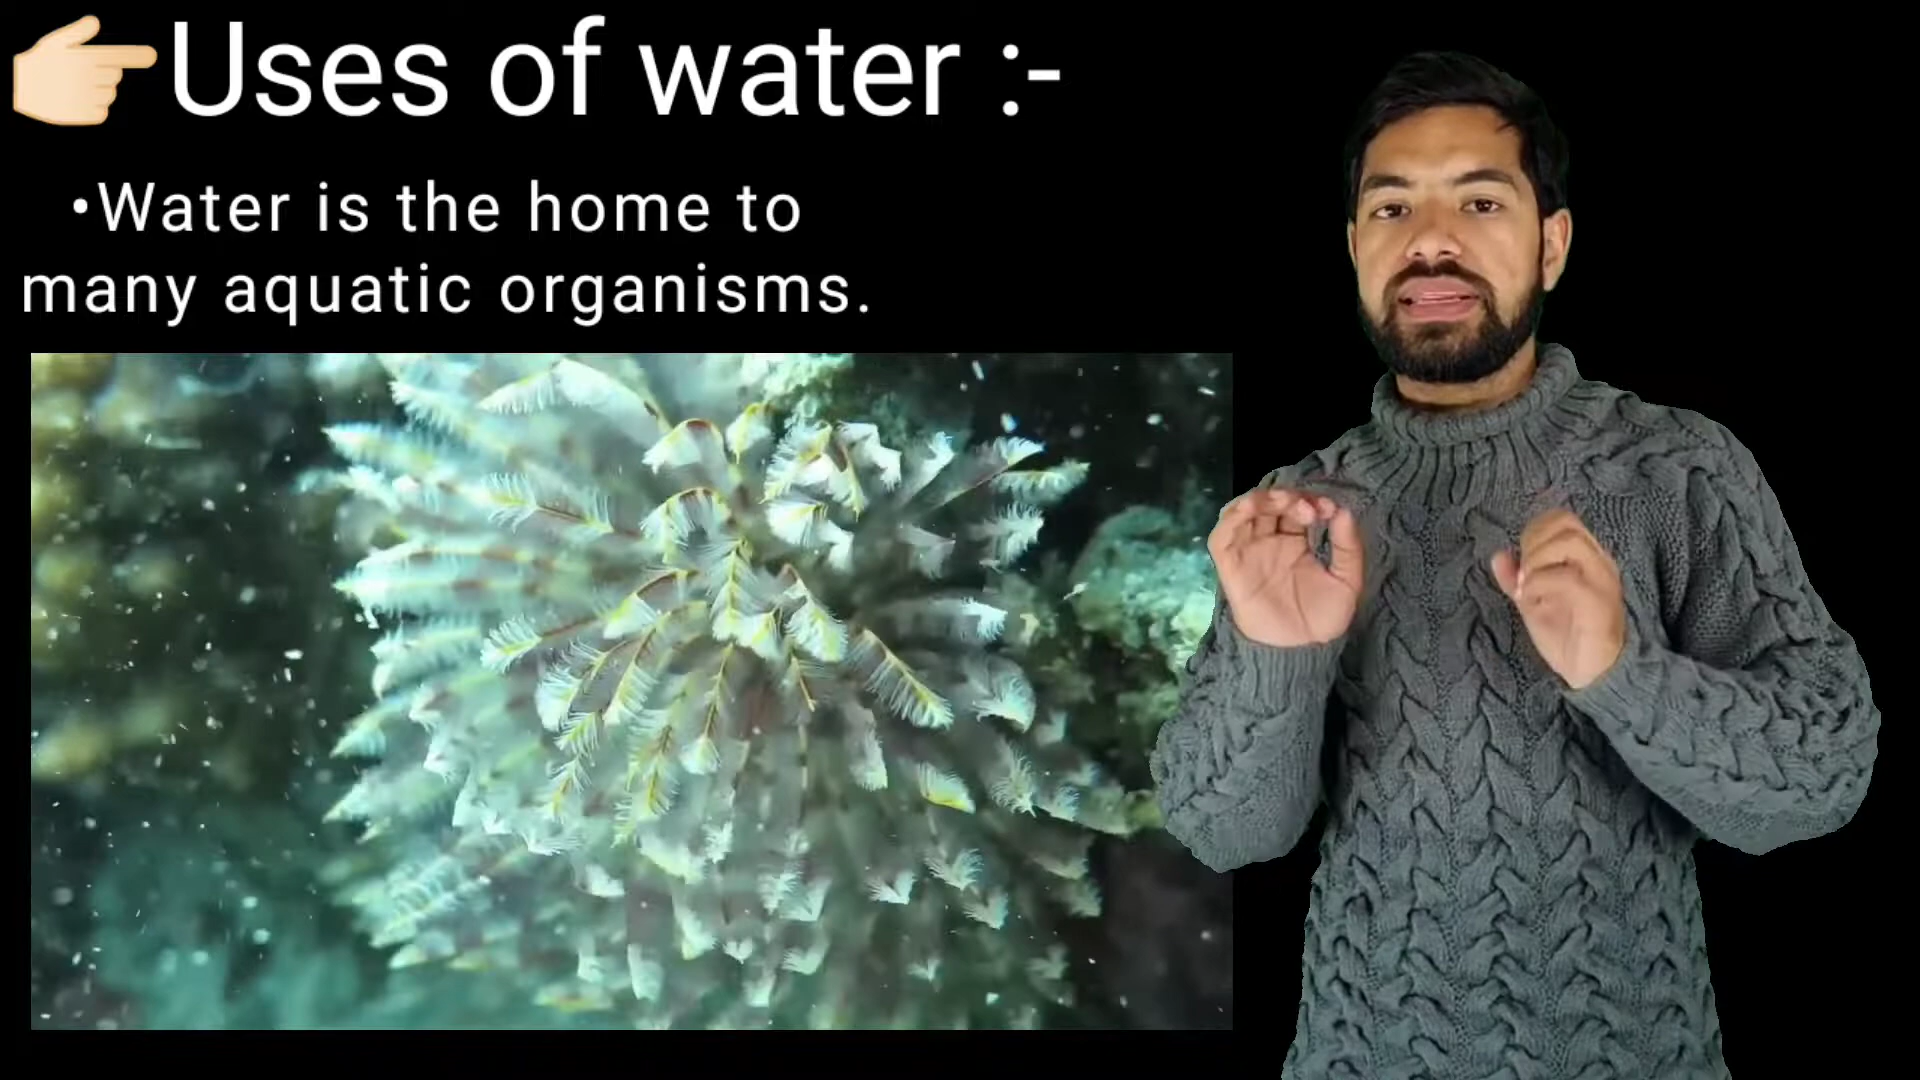 👉🏻Uses of water :-
•Water is the home to
many aquatic organisms.